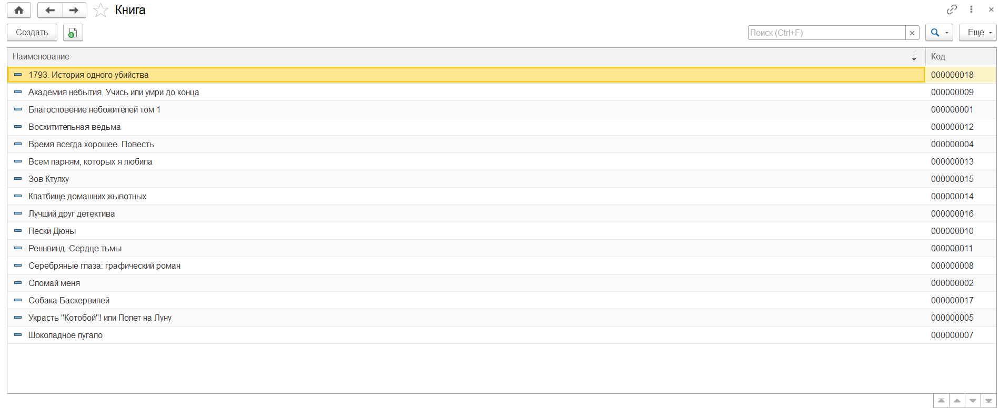 Книга
Создать
Поиск (Ctrl+F)
Еще
Наименование Код
1793. История одного убийства 000000018
Академия небытия. Учись или умри до конца 000000009
Благословение небожителей том 1 000000001
Восхитительная ведьма 000000012
Время всегда хорошее. Повесть 000000004
Всем парням, которых я любила 000000013
Зов Ктулху 000000015
Клатбище домашних жывотных 000000014
Лучший друг детектива 000000016
Пески Дюны 000000010
Реннвинд. Сердце тьмы 000000011
Серебряные глаза: графический роман 000000008
Сломай меня 000000002
Собака Баскервилей 000000017
Украсть "Котобой"! или Полет на Луну 000000005
Шоколадное пугало 000000007